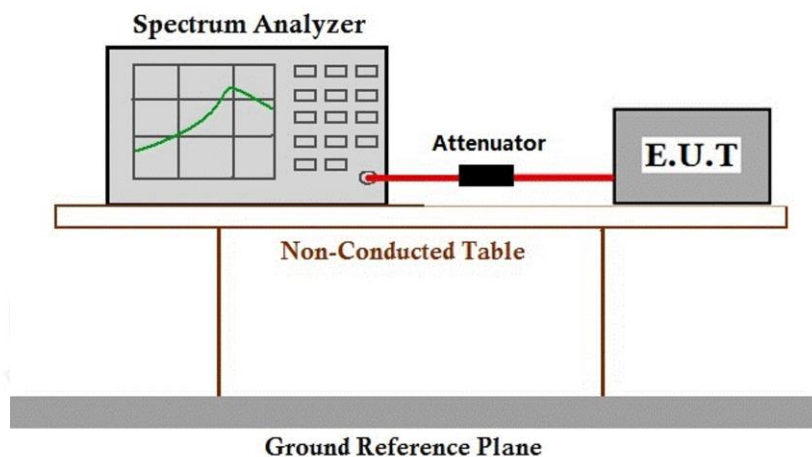 Spectrum Analyzer
Attenuator
E.U.T
Non-Conducted Table
Ground Reference Plane